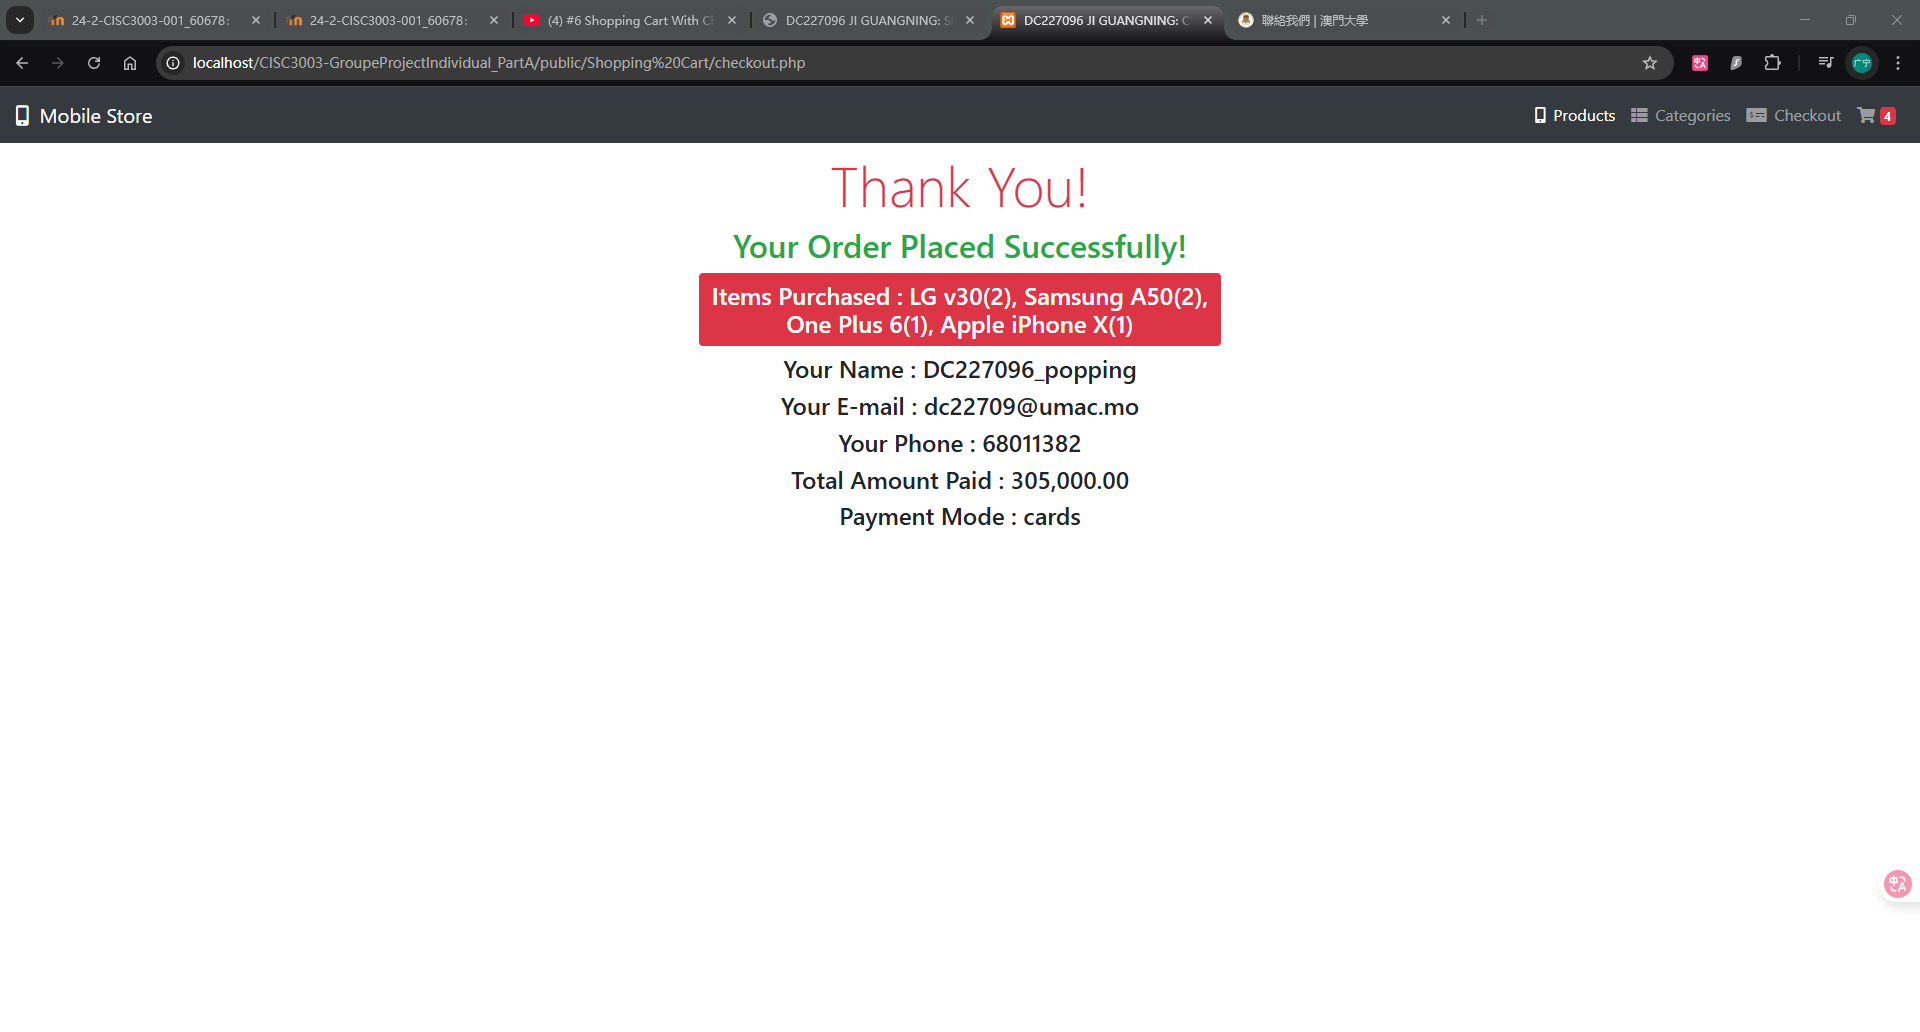 24-2-CISC3003-001_60678:
24-2-CISC3003-001_60678:
(4) #6 Shopping Cart With Ch
DC227096 JI GUANGNING: S
DC227096 JI GUANGNING: C
聯絡我們 | 澳門大學
localhost/CISC3003-GroupeProjectIndividual_PartA/public/Shopping%20Cart/checkout.php
广宁
Mobile Store
Products
Categories
Checkout
4
Thank You!
Your Order Placed Successfully!
Items Purchased : LG v30(2), Samsung A50(2),
One Plus 6(1), Apple iPhone X(1)
Your Name : DC227096_popping
Your E-mail : dc22709@umac.mo
Your Phone : 68011382
Total Amount Paid : 305,000.00
Payment Mode : cards